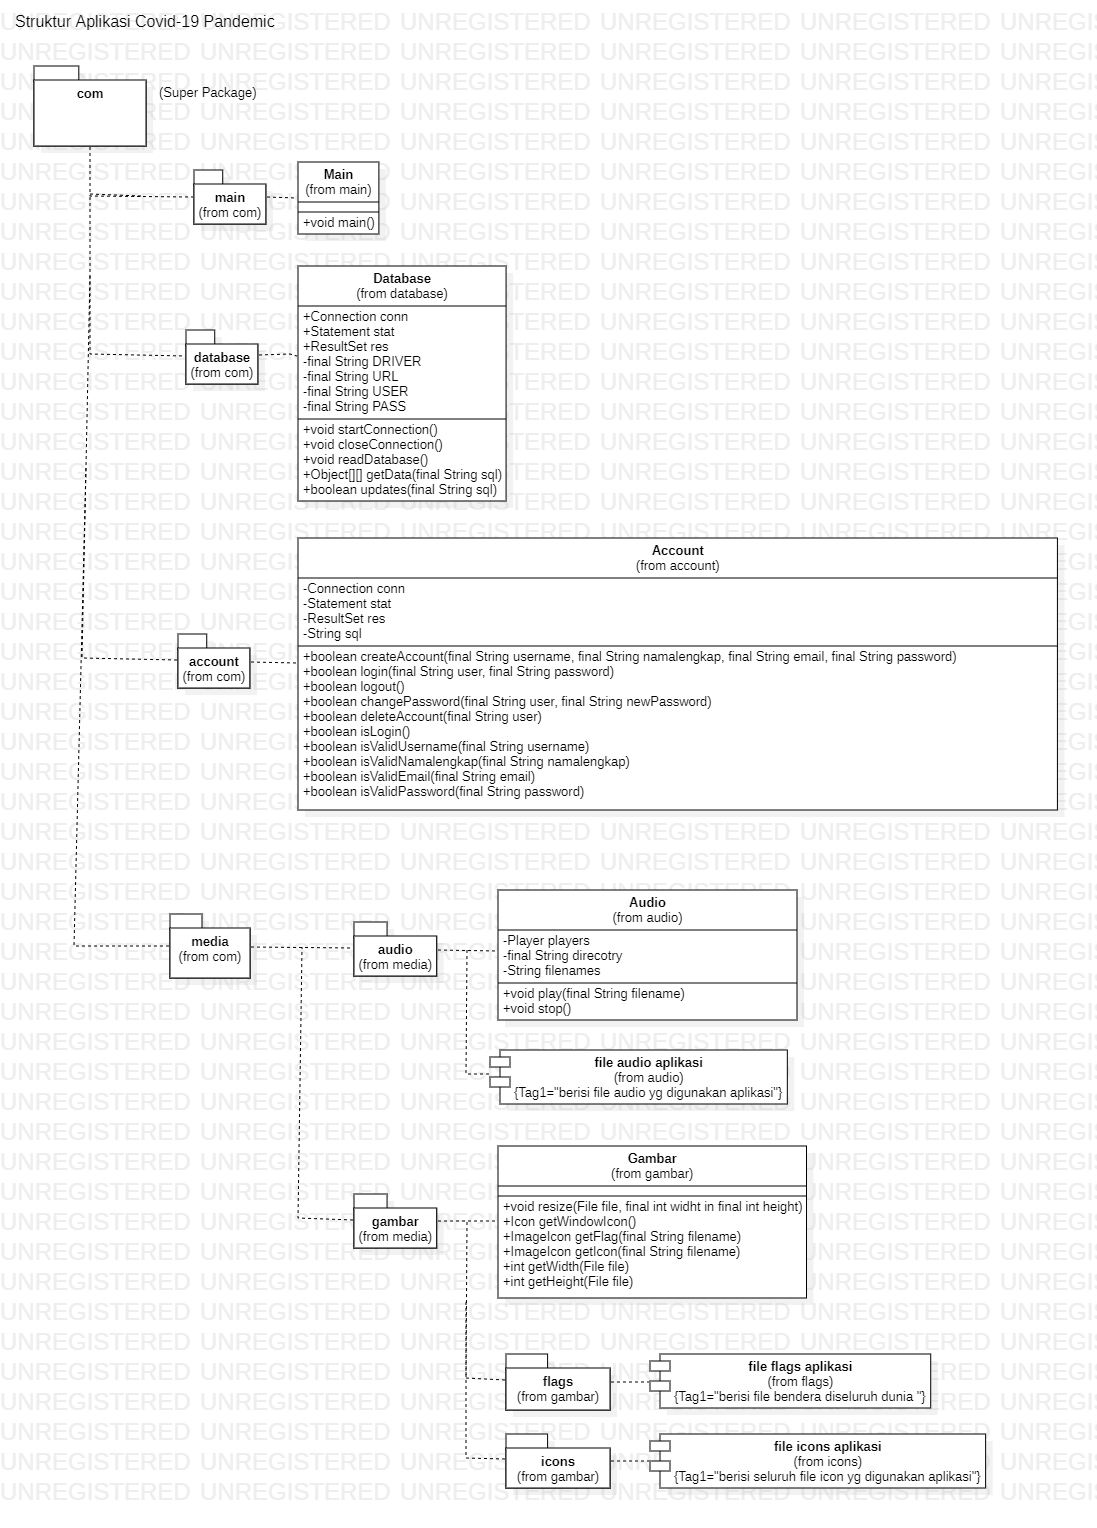 Struktur Aplikasi Covid-19 Pandemic
com
(Super Package)
main
(from com)
Main
(from main)
+void main()
database
(from com)
Database
(from database)
+Connection conn
+Statement stat
+ResultSet res
-final String DRIVER
-final String URL
-final String USER
-final String PASS
+void startConnection()
+void closeConnection()
+void readDatabase()
+Object[][] getData(final String sql)
+boolean updates(final String sql)
account
(from com)
Account
(from account)
-Connection conn
-Statement stat
-ResultSet res
-String sql
+boolean createAccount(final String username, final String namalengkap, final String email, final String password)
+boolean login(final String user, final String password)
+boolean logout()
+boolean changePassword(final String user, final String newPassword)
+boolean deleteAccount(final String user)
+boolean isLogin()
+boolean isValidUsername(final String username)
+boolean isValidNamalengkap(final String namalengkap)
+boolean isValidEmail(final String email)
+boolean isValidPassword(final String password)
media
(from com)
audio
(from media)
Audio
(from audio)
-Player players
-final String direcotry
-String filenames
+void play(final String filename)
+void stop()
file audio aplikasi
(from audio)
{Tag1="berisi file audio yg digunakan aplikasi"}
gambar
(from media)
Gambar
(from gambar)
+void resize(File file, final int widht in final int height)
+Icon getWindowIcon()
+ImageIcon getFlag(final String filename)
+ImageIcon getIcon(final String filename)
+int getWidth(File file)
+int getHeight(File file)
flags
(from gambar)
file flags aplikasi
(from flags)
{Tag1="berisi file bendera diseluruh dunia "}
icons
(from gambar)
file icons aplikasi
(from icons)
{Tag1="berisi seluruh file icon yg digunakan aplikasi"}
UNREGISTERED